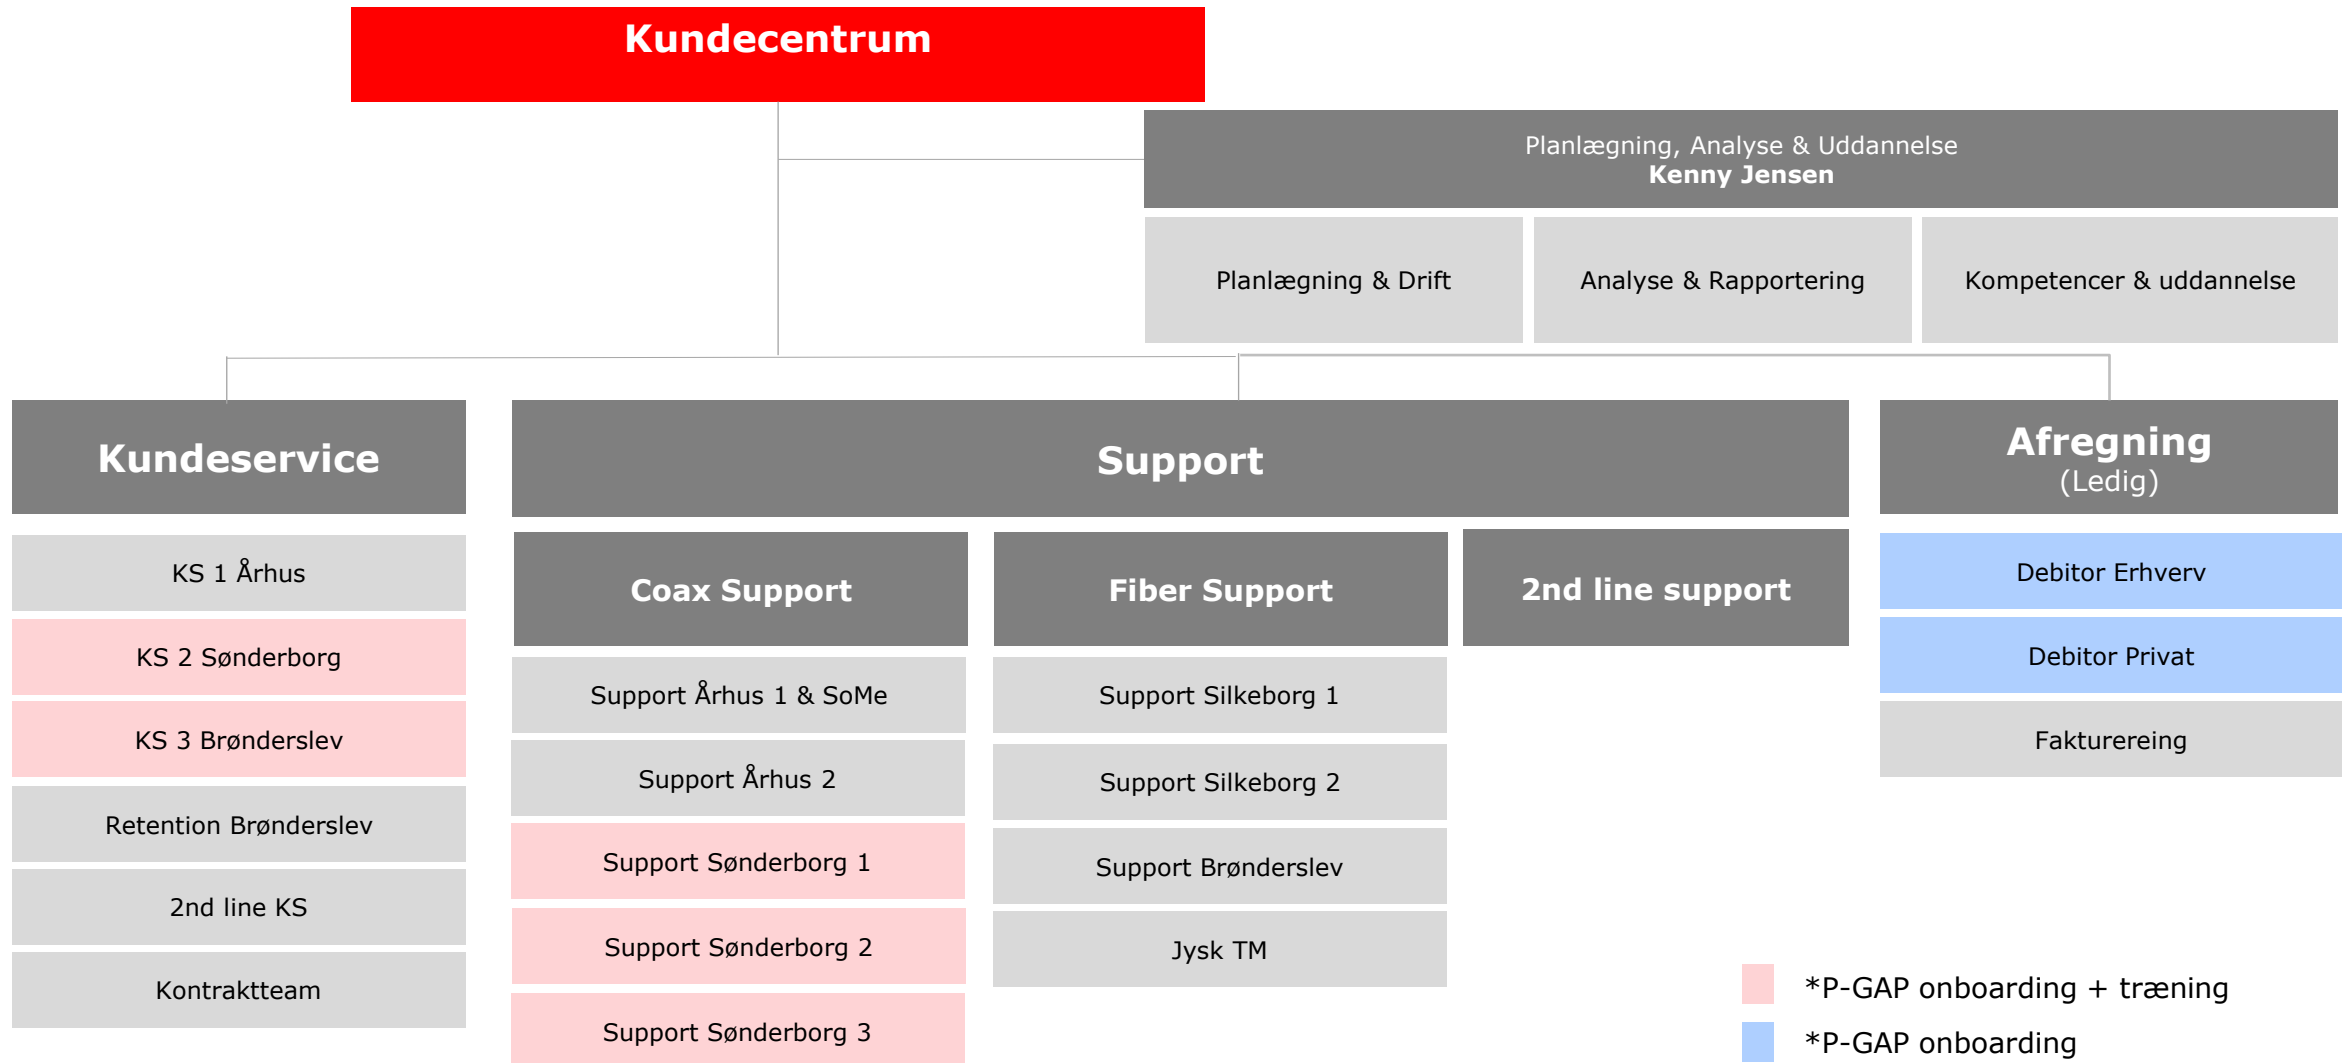 Kundecentrum
Planlægning, Analyse & Uddannelse
Kenny Jensen
Planlægning & Drift
Analyse & Rapportering
Kompetencer & uddannelse
Kundeservice
KS 1 Århus
KS 2 Sønderborg
KS 3 Brønderslev
Retention Brønderslev
2nd line KS
Kontraktteam
Support
Coax Support
Support Århus 1 & SoMe
Support Århus 2
Support Sønderborg 1
Support Sønderborg 2
Support Sønderborg 3
Fiber Support
Support Silkeborg 1
Support Silkeborg 2
Support Brønderslev
Jysk TM
2nd line support
Afregning
(Ledig)
Debitor Erhverv
Debitor Privat
Fakturereing
*P-GAP onboarding + træning
*P-GAP onboarding